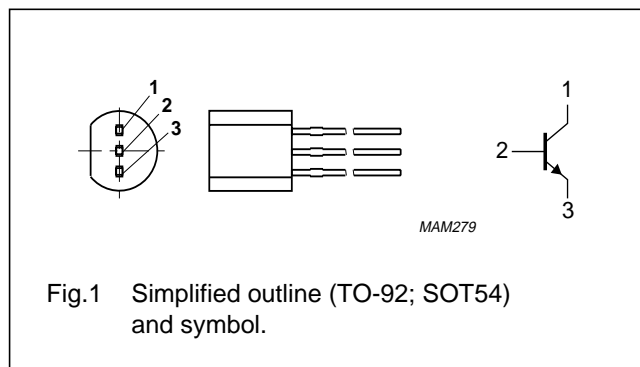 1
2
3
1
2
3
MAM279
Fig.1 Simplified outline (TO-92; SOT54)
and symbol.